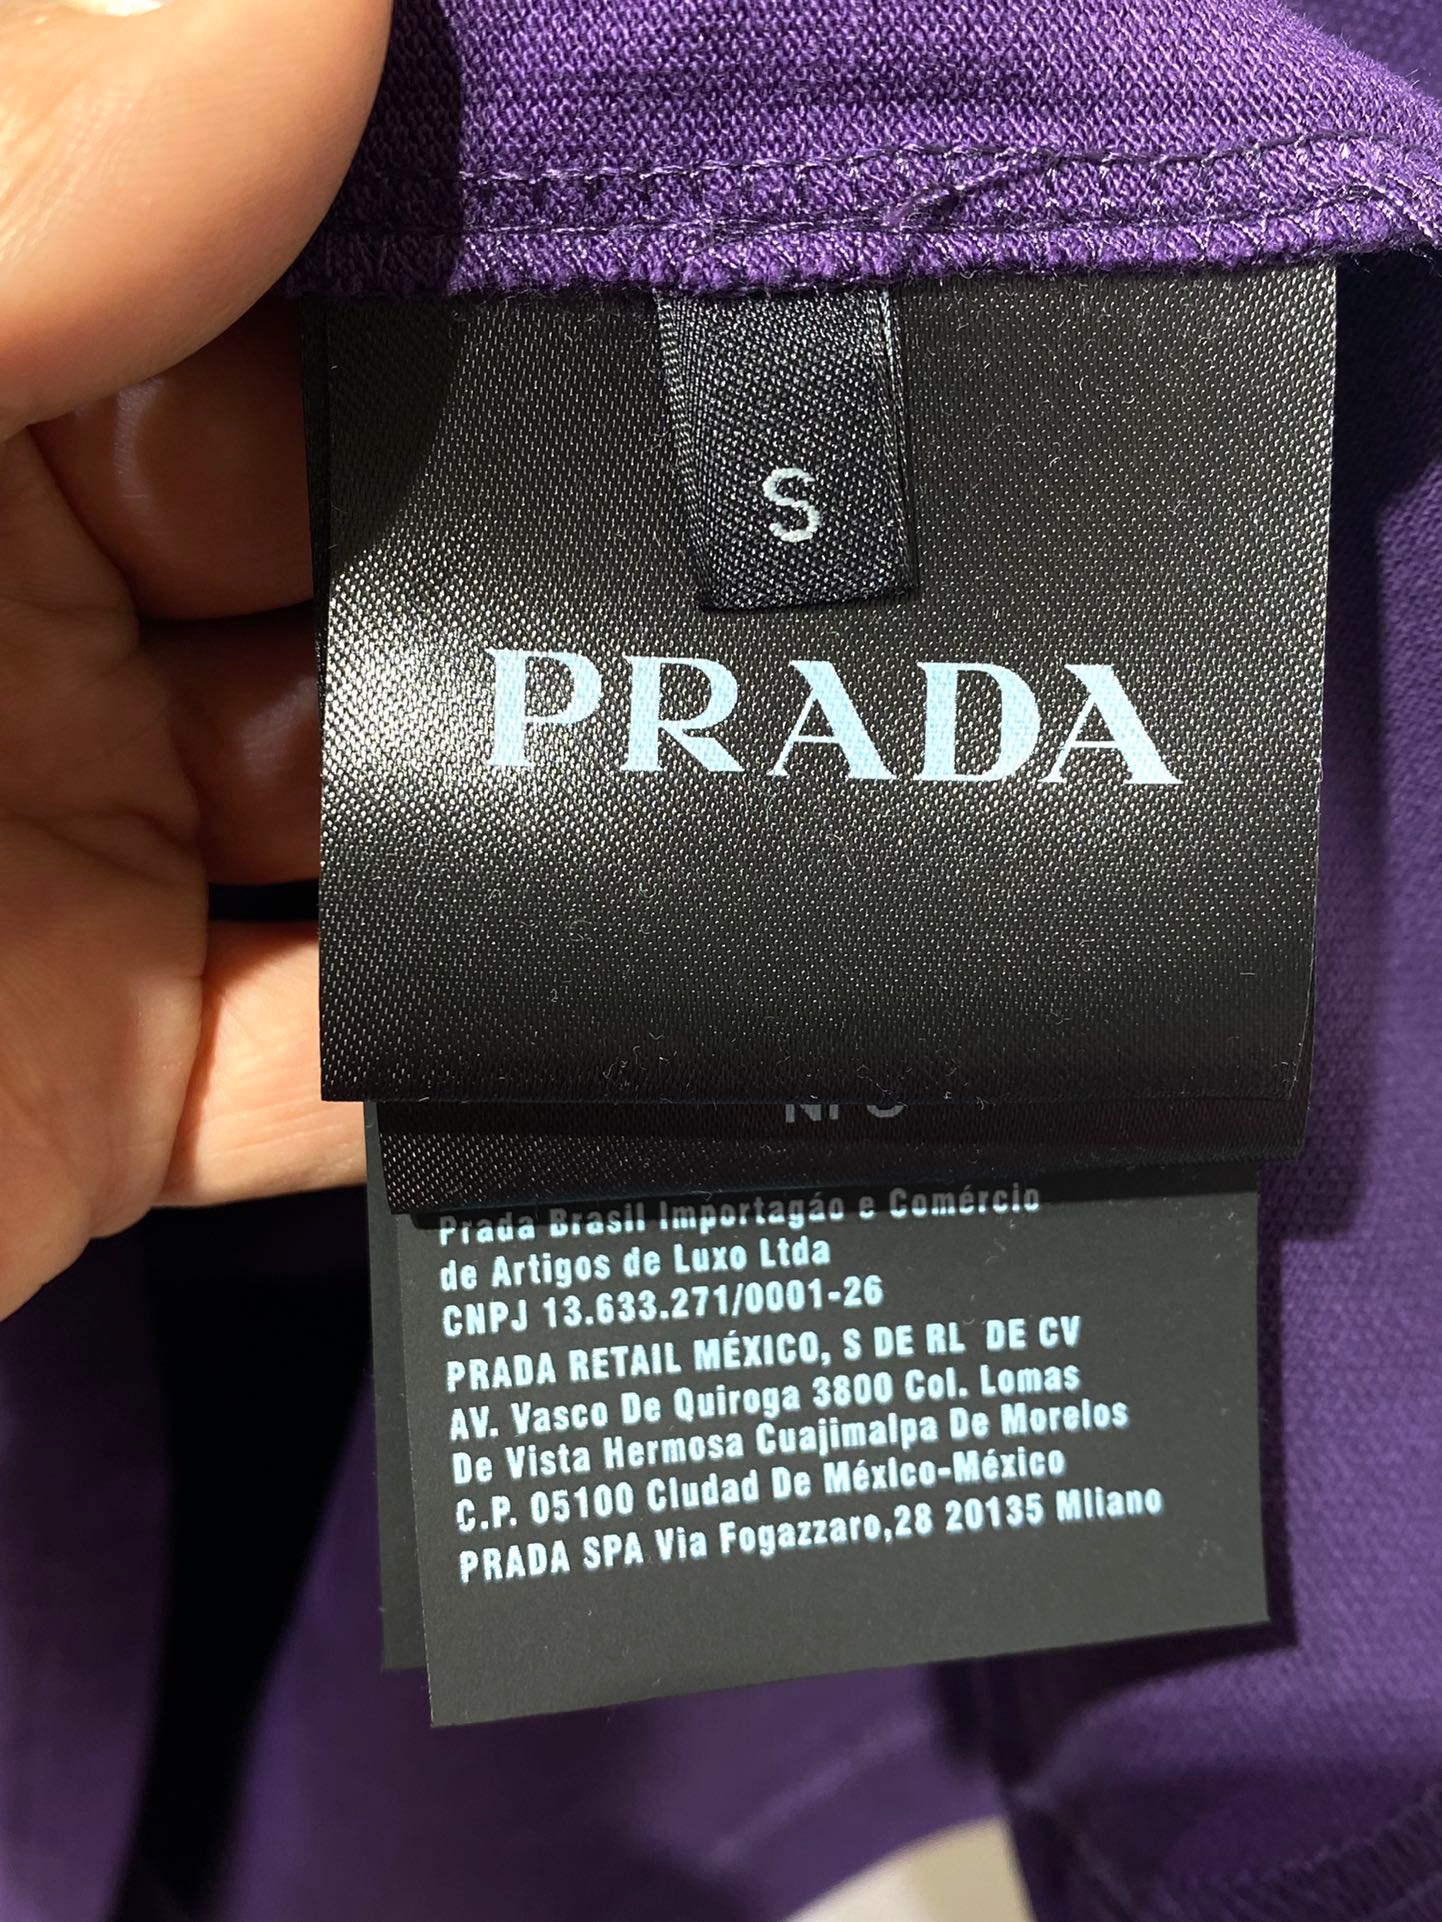 S
PRADA
Prada Brasil Importagáo e Comércio
de Artigos de Luxo Ltda
CNPJ 13.633.271/0001-26
PRADA RETAIL MÉXICO, S DE RL DE CV
AV. Vasco De Quiroga 3800 Col. Lomas
De Vista Hermosa Cuajimalpa De Morelos
C.P. 05100 Cludad De Méxlco-México
PRADA SPA Via Fogazzaro,28 20135 Mliano